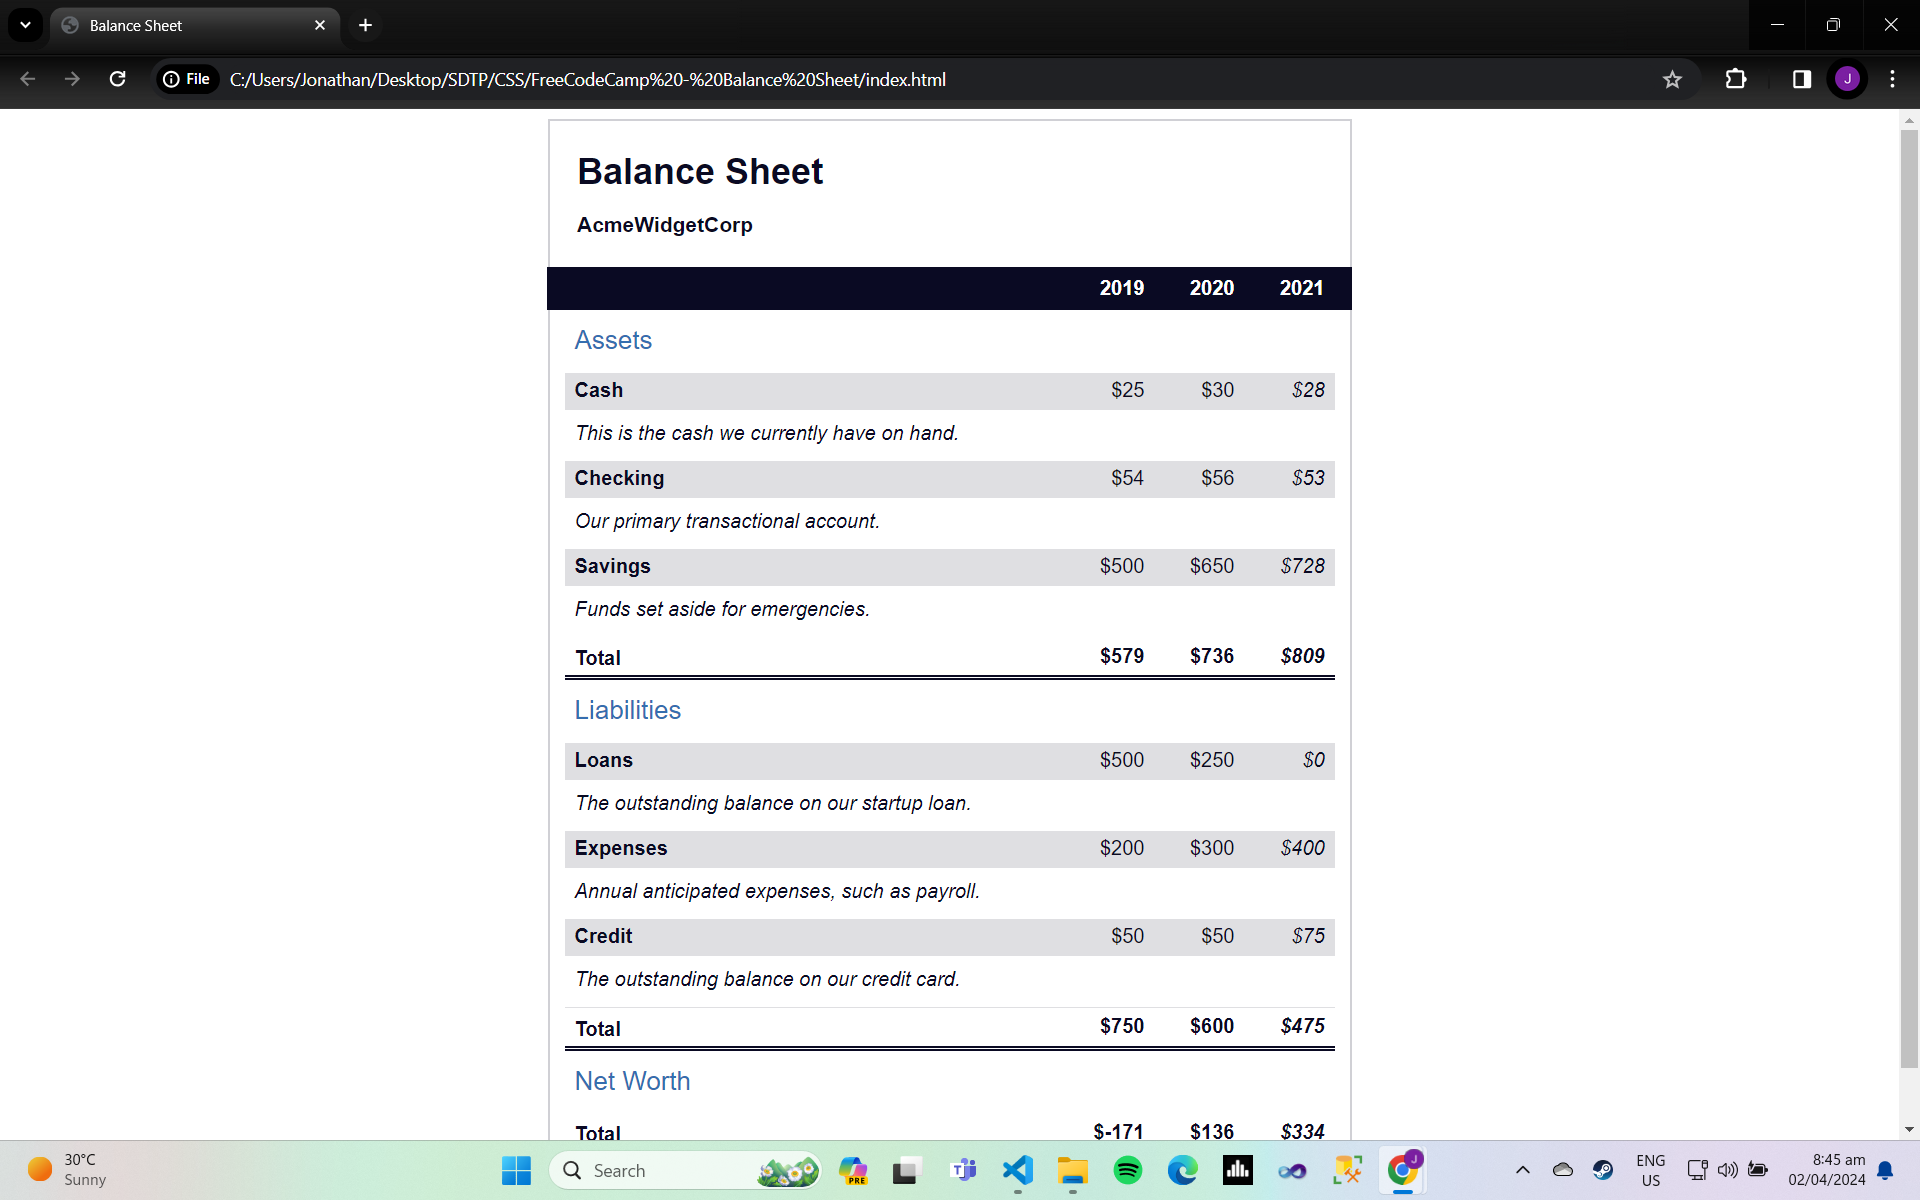 Balance Sheet
File C:/Users/Jonathan/Desktop/SDTP/CSS/FreeCodeCamp%20-%20Balance%20Sheet/index.html
J
Balance Sheet
AcmeWidgetCorp
2019 2020 2021
Assets
Cash $25 $30 $28
This is the cash we currently have on hand.
Checking $54 $56 $53
Our primary transactional account.
Savings $500 $650 $728
Funds set aside for emergencies.
Total $579 $736 $809
Liabilities
Loans $500 $250 $0
The outstanding balance on our startup loan.
Expenses $200 $300 $400
Annual anticipated expenses, such as payroll.
Credit $50 $50 $75
The outstanding balance on our credit card.
Total $750 $600 $475
Net Worth
Total $-171 $136 $334
30°C
Sunny
Search
PRE
J
ENG
US
8:45 am
02/04/2024